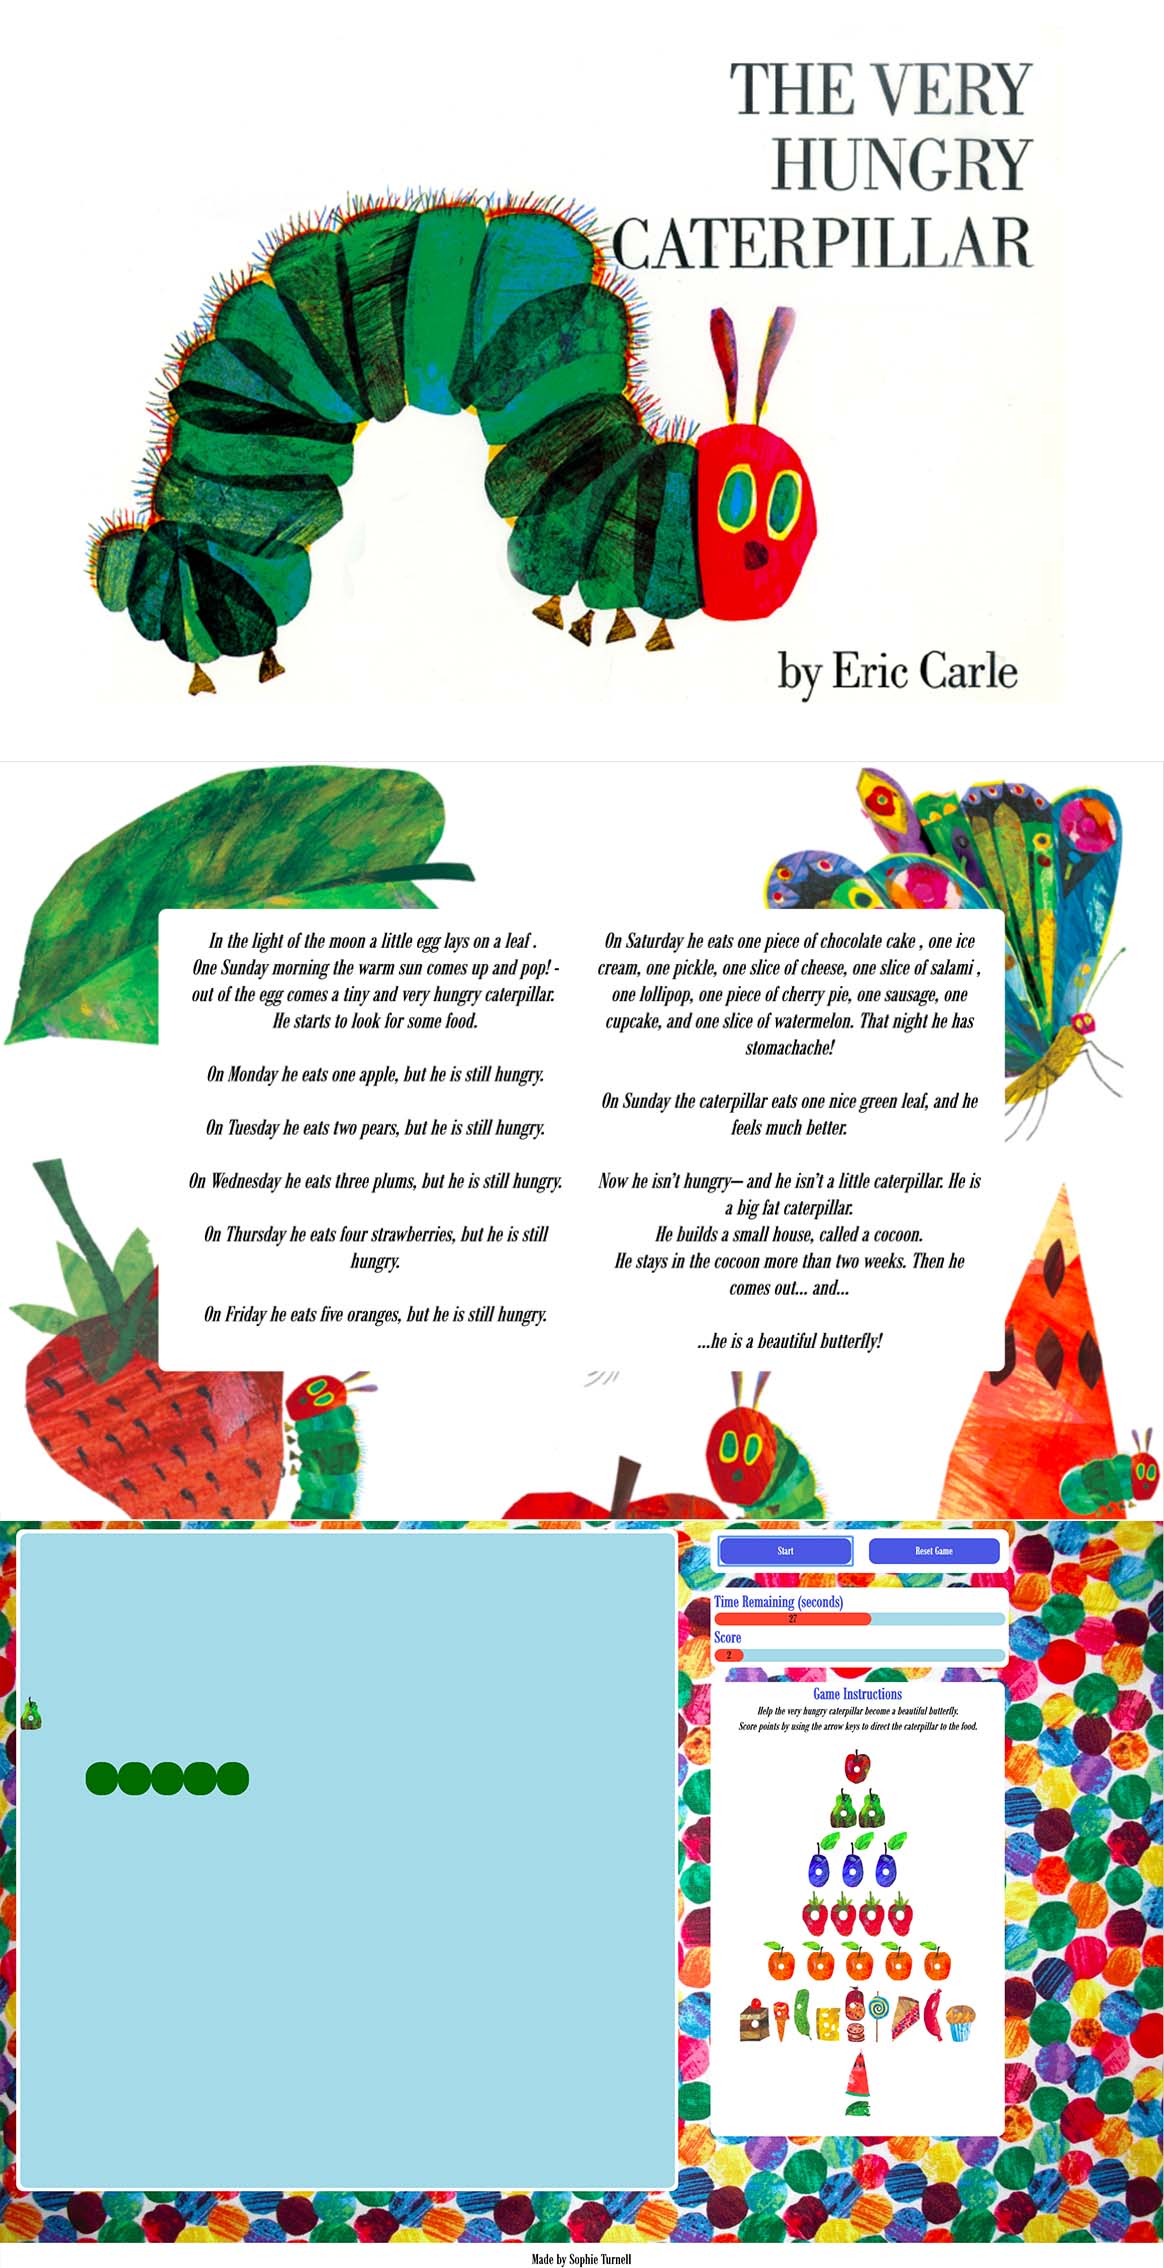 THE VERY
HUNGRY
CATERPILLAR
by Eric Carle
In the light of the moon a little egg lays on a leaf .
One Sunday morning the warm sun comes up and pop! -
out of the egg comes a tiny and very hungry caterpillar.
He starts to look for some food.
On Monday he eats one apple, but he is still hungry.
On Tuesday he eats two pears, but he is still hungry.
On Wednesday he eats three plums, but he is still hungry.
On Thursday he eats four strawberries, but he is still
hungry.
On Friday he eats five oranges, but he is still hungry.
On Saturday he eats one piece of chocolate cake , one ice
cream, one pickle, one slice of cheese, one slice of salami ,
one lollipop, one piece of cherry pie, one sausage, one
cupcake, and one slice of watermelon. That night he has
stomachache!
On Sunday the caterpillar eats one nice green leaf, and he
feels much better.
Now he isn't hungry— and he isn't a little caterpillar. He is
a big fat caterpillar.
He builds a small house, called a cocoon.
He stays in the cocoon more than two weeks. Then he
comes out... and...
...he is a beautiful butterfly!
Start
Reset Game
Time Remaining (seconds)
27
Score
2
Game Instructions
Help the very hungry caterpillar become a beautiful butterfly.
Score points by using the arrow keys to direct the caterpillar to the food.
Made by Sophie Turnell